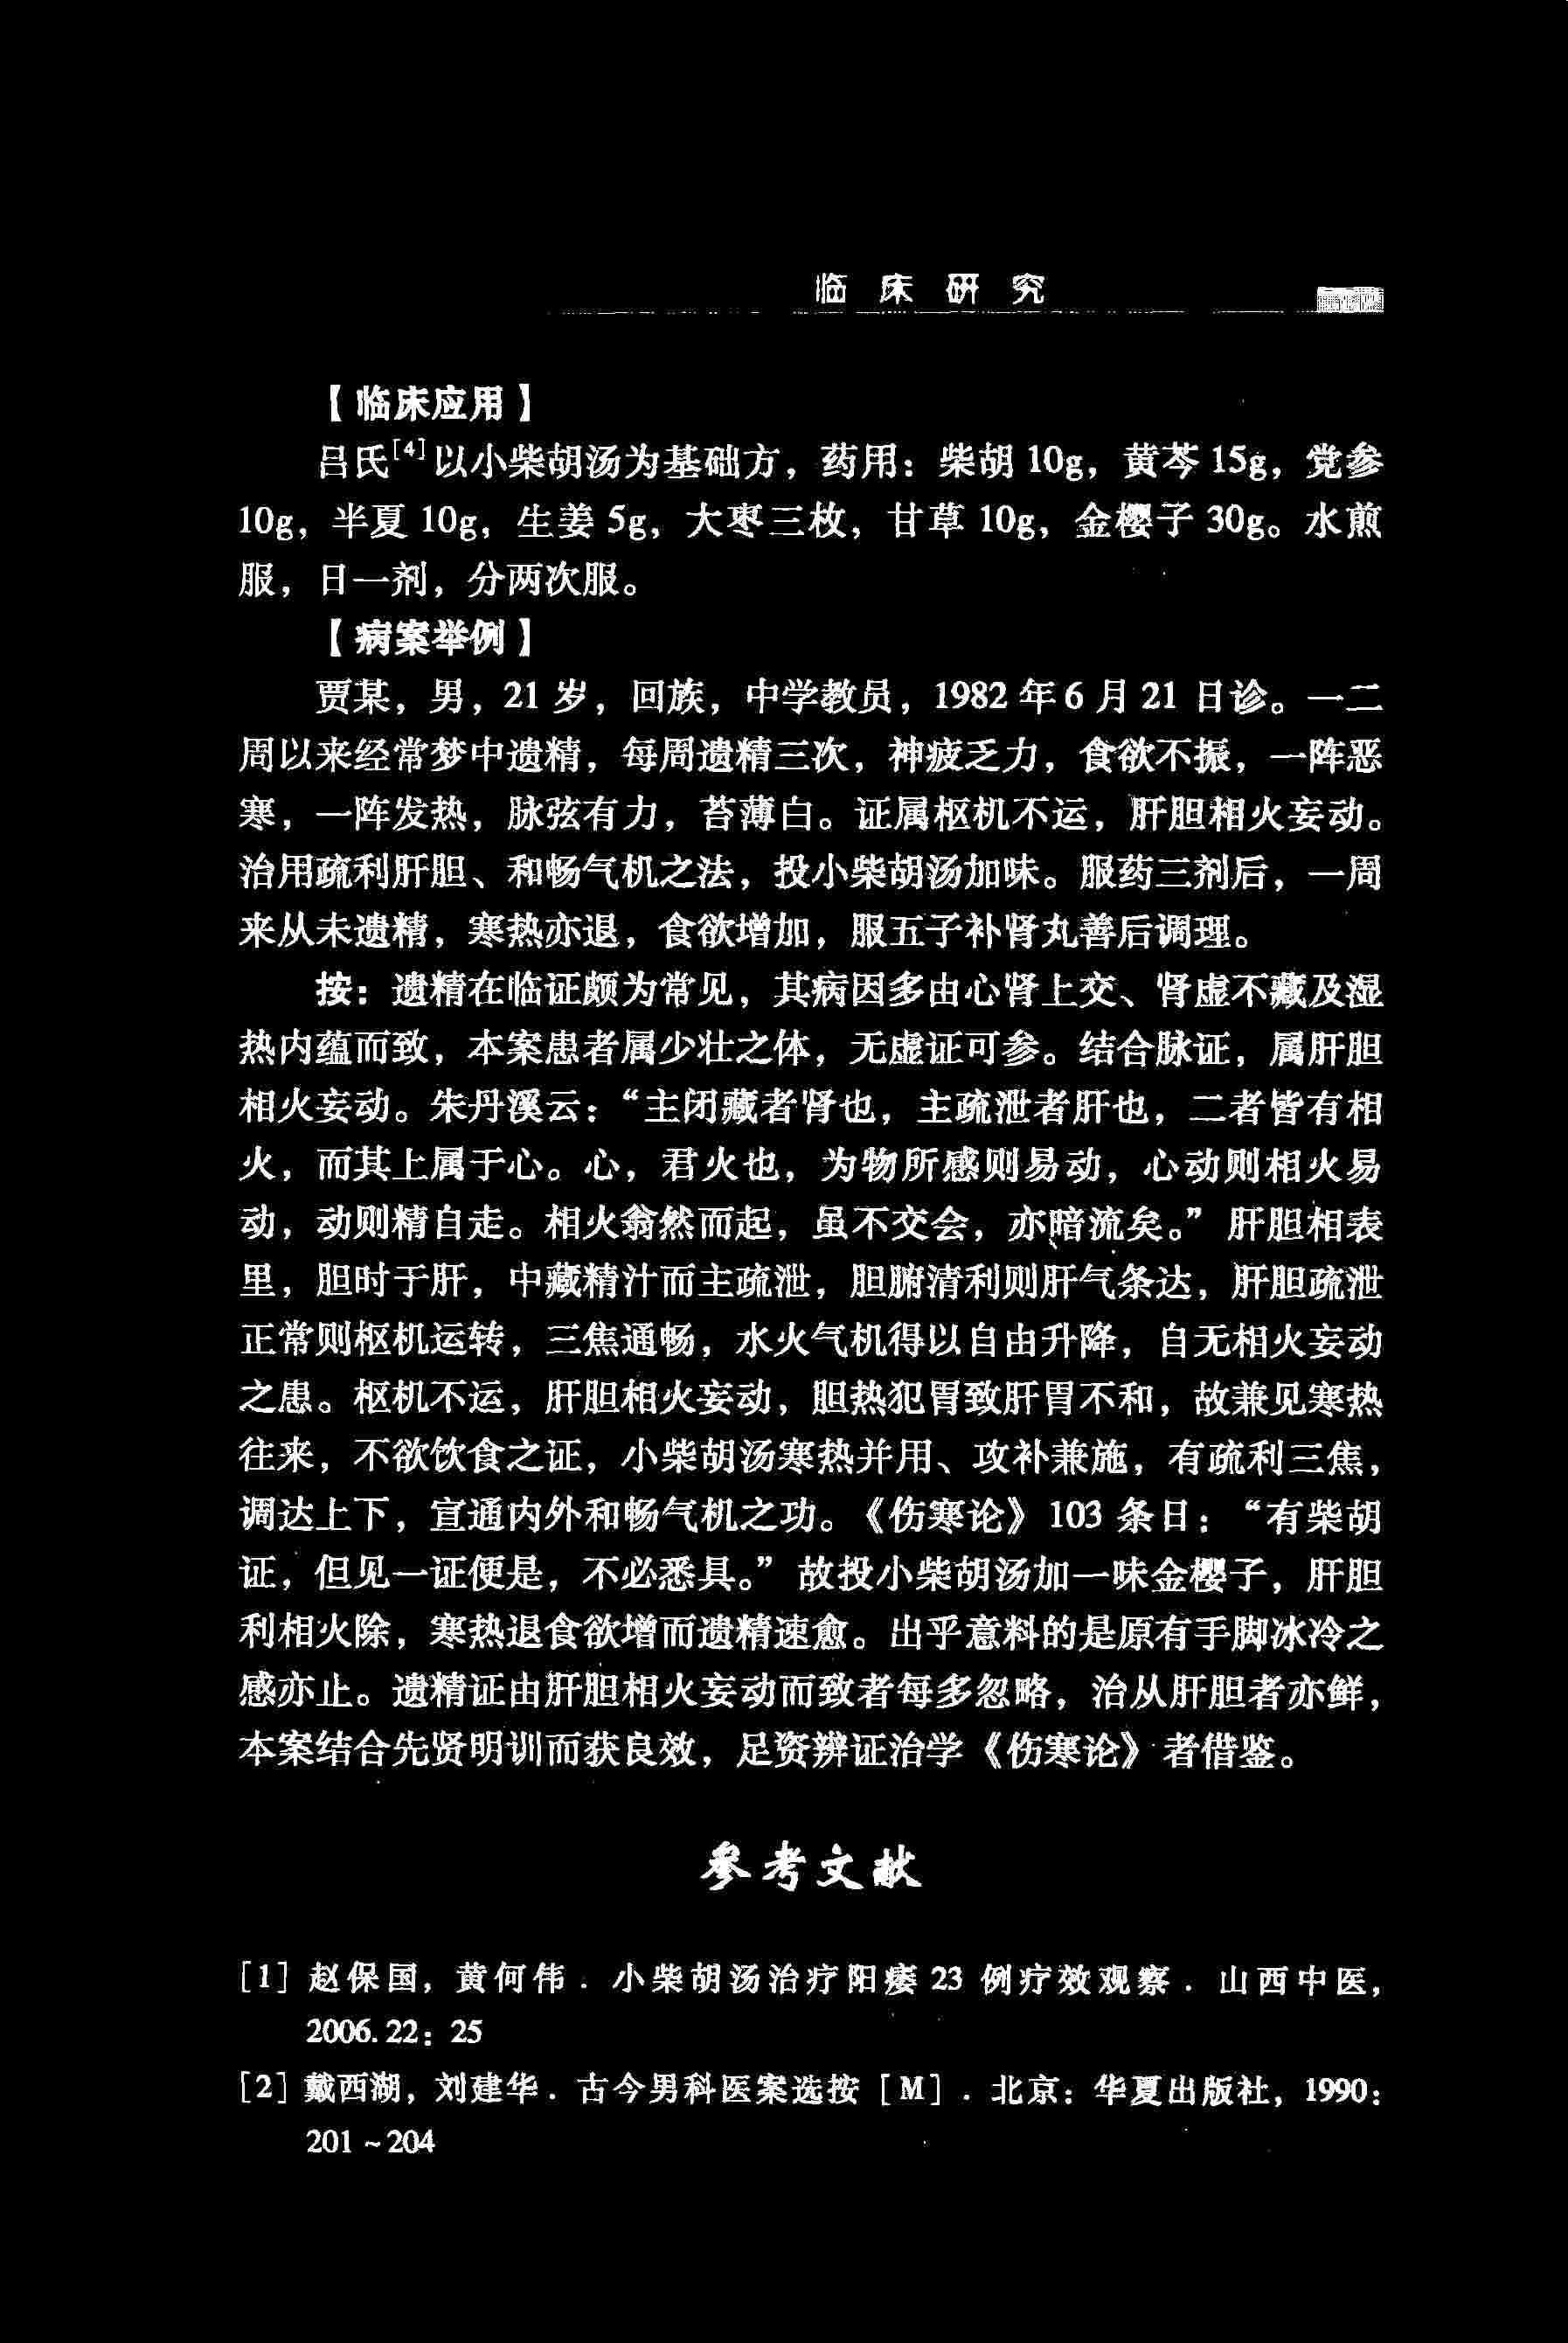 临床研究
【临床应用】
吕氏[4]以小柴胡汤为基础方，药用：柴胡 10g，黄芩 15g，党参
10g，半夏 10g，生姜 5g，大枣三枚，甘草 10g，金樱子 30g。水煎
服，日一剂，分两次服。
【病案举例】
贾某，男，21 岁，回族，中学教员，1982 年 6 月 21 日诊。一二
周以来经常梦中遗精，每周遗精三次，神疲乏力，食欲不振，一阵恶
寒，一阵发热，脉弦有力，苔薄白。证属枢机不运，肝胆相火妄动。
治用疏利肝胆、和畅气机之法，投小柴胡汤加味。服药三剂后，一周
来从未遗精，寒热亦退，食欲增加，服五子补肾丸善后调理。
按：遗精在临证颇为常见，其病因多由心肾上交、肾虚不藏及湿
热内蕴而致，本案患者属少壮之体，无虚证可参。结合脉证，属肝胆
相火妄动。朱丹溪云：“主闭藏者肾也，主疏泄者肝也，二者皆有相
火，而其上属于心。心，君火也，为物所感则易动，心动则相火易
动，动则精自走。相火翕然而起，虽不交会，亦暗流矣。”肝胆相表
里，胆时于肝，中藏精汁而主疏泄，胆腑清利则肝气条达，肝胆疏泄
正常则枢机运转，三焦通畅，水火气机得以自由升降，自无相火妄动
之患。枢机不运，肝胆相火妄动，胆热犯胃致肝胃不和，故兼见寒热
往来，不欲饮食之证，小柴胡汤寒热并用、攻补兼施，有疏利三焦，
调达上下，宣通内外和畅气机之功。《伤寒论》103 条日：“有柴胡
证，但见一证便是，不必悉具。”故投小柴胡汤加一味金樱子，肝胆
利相火除，寒热退食欲增而遗精速愈。出乎意料的是原有手脚冰冷之
感亦止。遗精证由肝胆相火妄动而致者每多忽略，治从肝胆者亦鲜，
本案结合先贤明训而获良效，足资辨证治学《伤寒论》者借鉴。
参考文献
[1] 赵保国，黄何伟．小柴胡汤治疗阳痿 23 例疗效观察．山西中医，
2006.22：25
[2] 戴西湖，刘建华．古今男科医案选按［M］．北京：华夏出版社，1990：
201～204